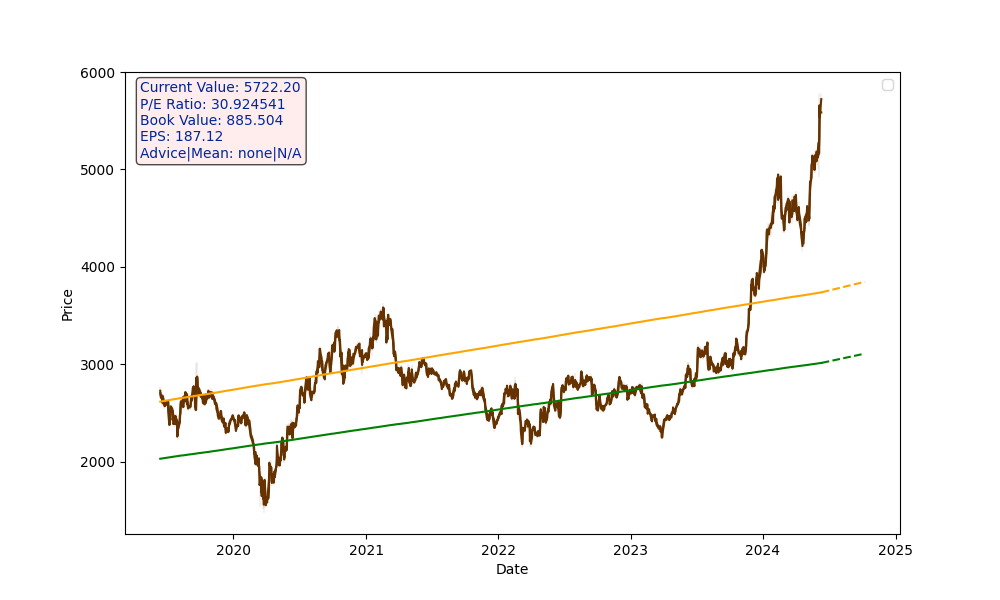 6000
5000
4000
3000
2000
Price
Current Value: 5722.20
P/E Ratio: 30.924541
Book Value: 885.504
EPS: 187.12
Advice|Mean: none|N/A
2020
2021
2022
2023
2024
2025
Date